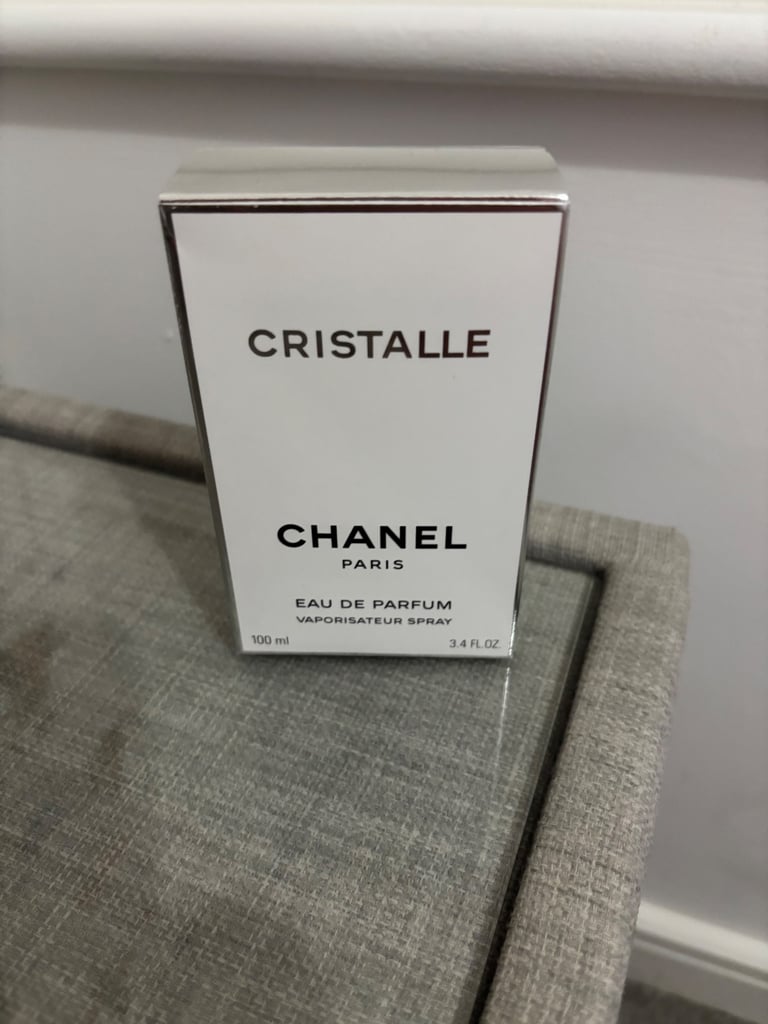 CRISTALLE
CHANEL
PARIS
EAU DE PARFUM
VAPORISATEUR SPRAY
100 ml 3.4 FL.OZ.